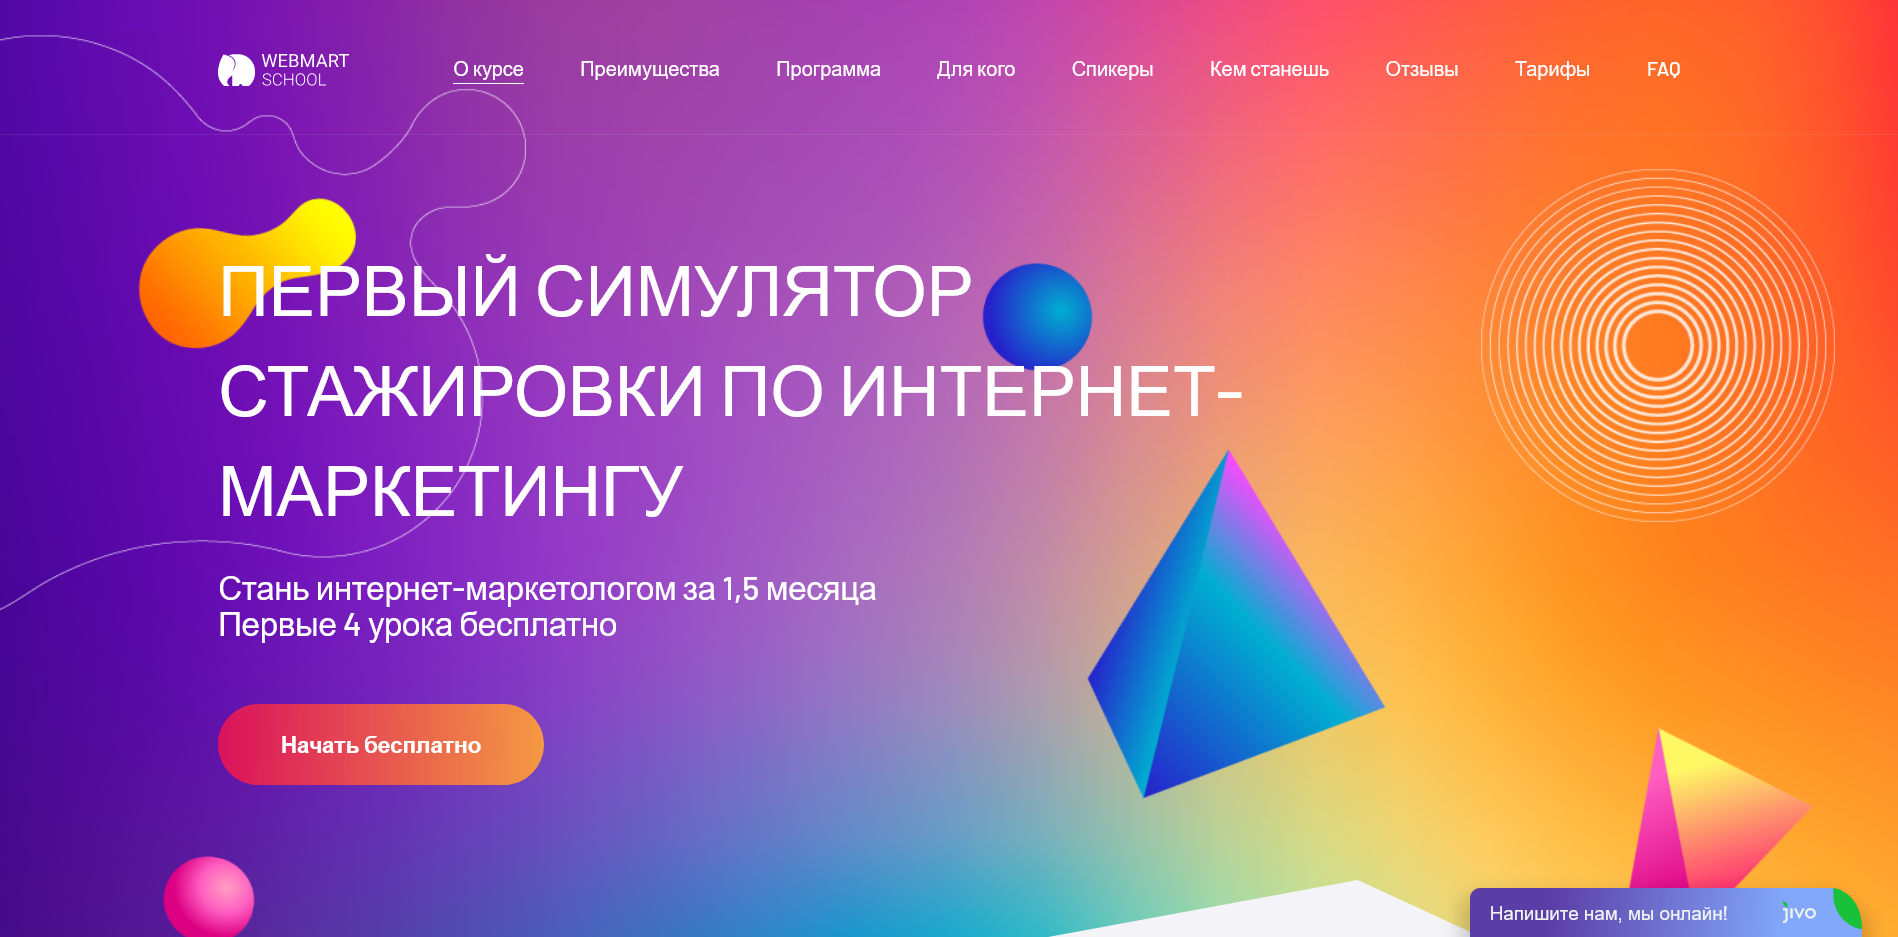 WEBMART
SCHOOL
О курсе
Преимущества
Программа
Для кого
Спикеры
Кем станешь
Отзывы
Тарифы
FAQ
ПЕРВЫЙ СИМУЛЯТОР
СТАЖИРОВКИ ПО ИНТЕРНЕТ-
МАРКЕТИНГУ
Стань интернет-маркетологом за 1,5 месяца
Первые 4 урока бесплатно
Начать бесплатно
Напишите нам, мы онлайн!
jivo